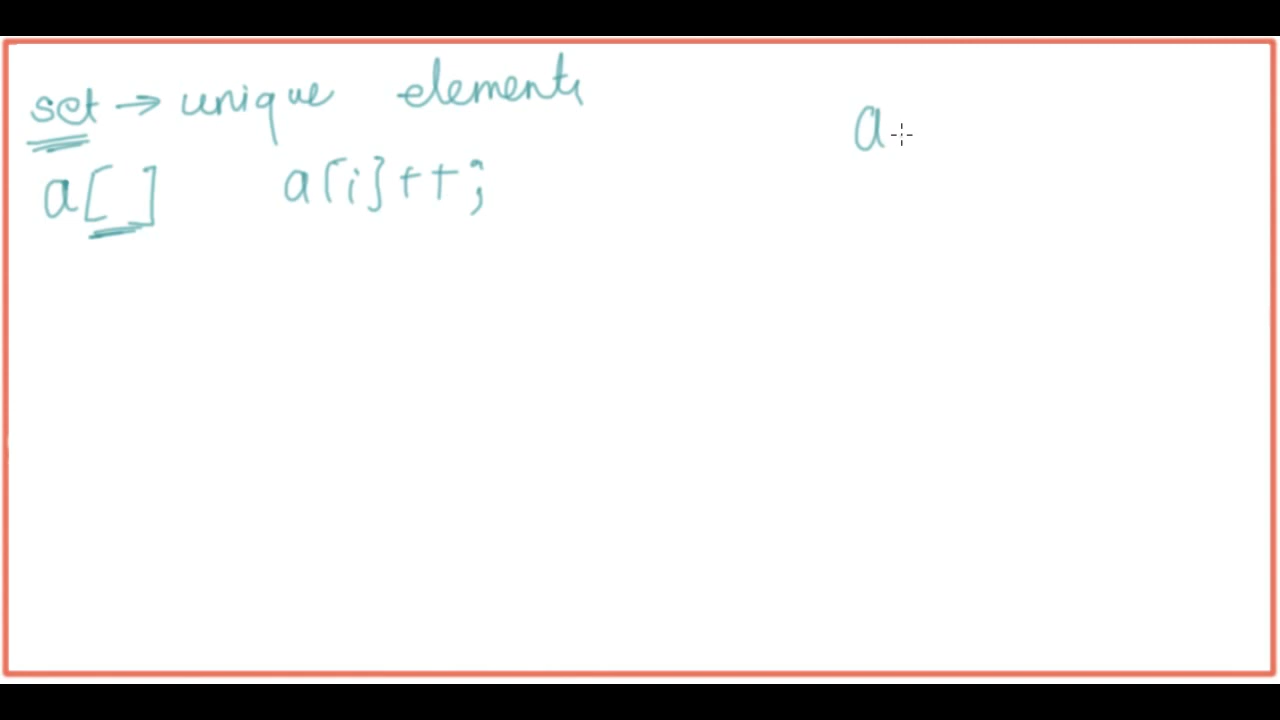 set → unique elements
a[ ] a[i]++;
a